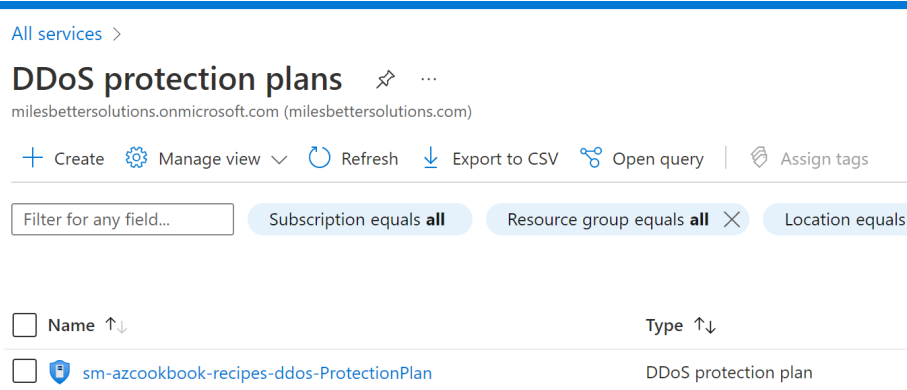 All services >
DDoS protection plans ...
milesbettersolutions.onmicrosoft.com (milesbettersolutions.com)
+ Create Manage view Refresh Export to CSV Open query Assign tags
Filter for any field... Subscription equals all Resource group equals all Location equals
Name ↑↓ Type ↑↓
sm-azcookbook-recipes-ddos-ProtectionPlan DDoS protection plan